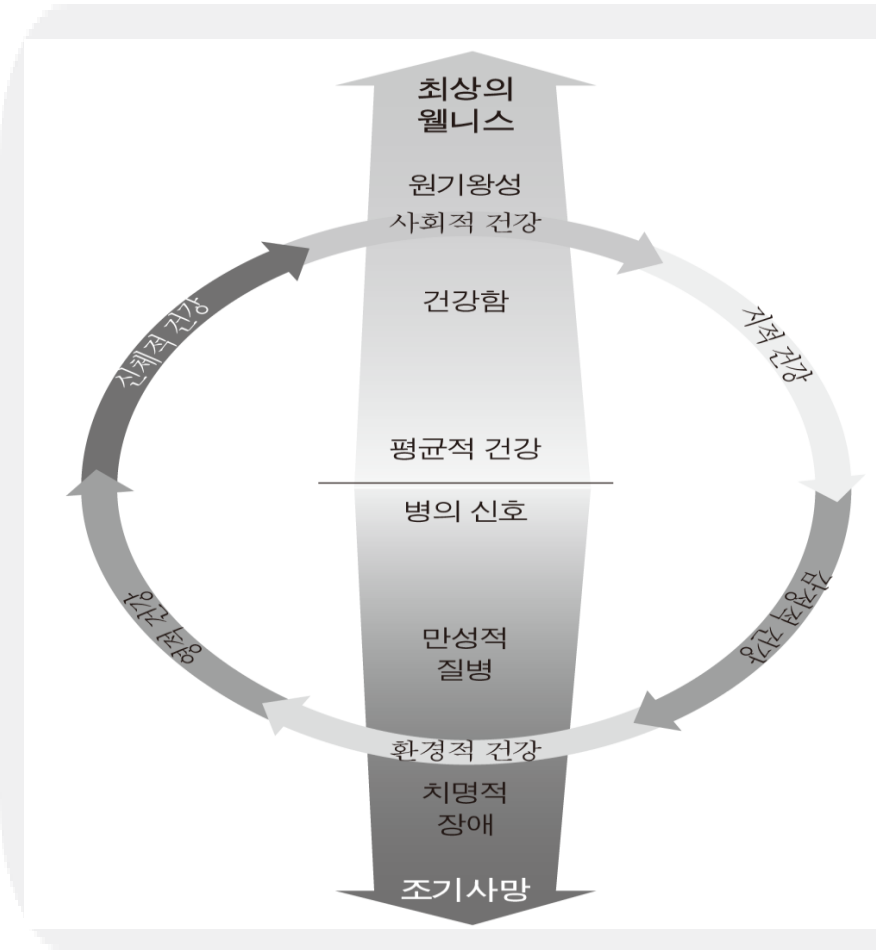 최상의
웰니스
원기왕성
사회적 건강
건강함
신체적 건강
지적 건강
평균적 건강
병의 신호
영적 건강
감정적 건강
만성적
질병
환경적 건강
치명적
장애
조기사망